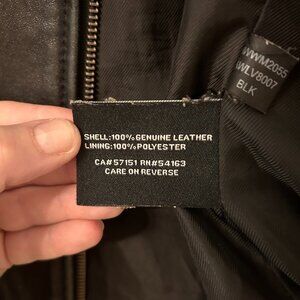 SHELL:100% GENUINE LEATHER
LINING:100% POLYESTER
CA#57151 RN#54163
CARE ON REVERSE
WWM2055
WLV8007
BLK